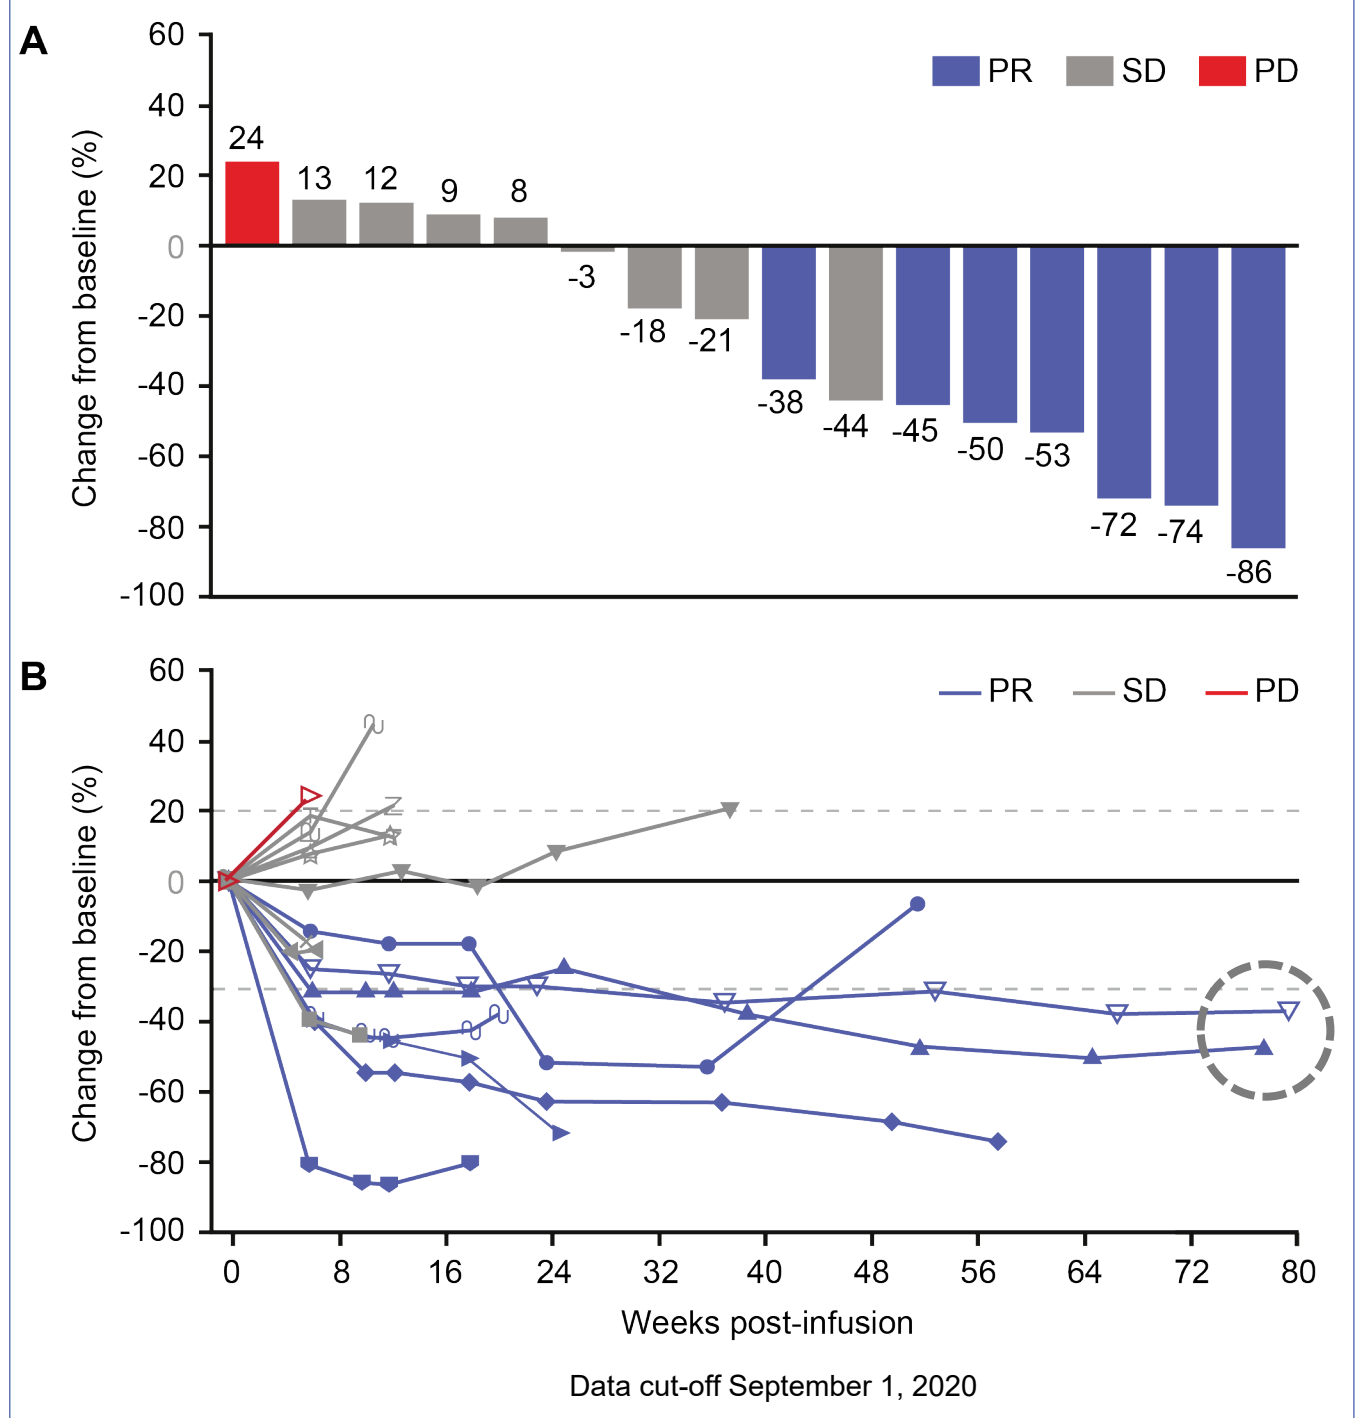 A
60
PR SD PD
40
24
20
13 12 9 8
0
-3
-18 -21
-20
-38 -44 -45 -50 -53
-40
-60
-72 -74 -86
-80
-100
Change from baseline (%)
B
60
PR SD PD
40
20
0
-20
-40
-60
-80
-100
Change from baseline (%)
0 8 16 24 32 40 48 56 64 72 80
Weeks post-infusion
Data cut-off September 1, 2020